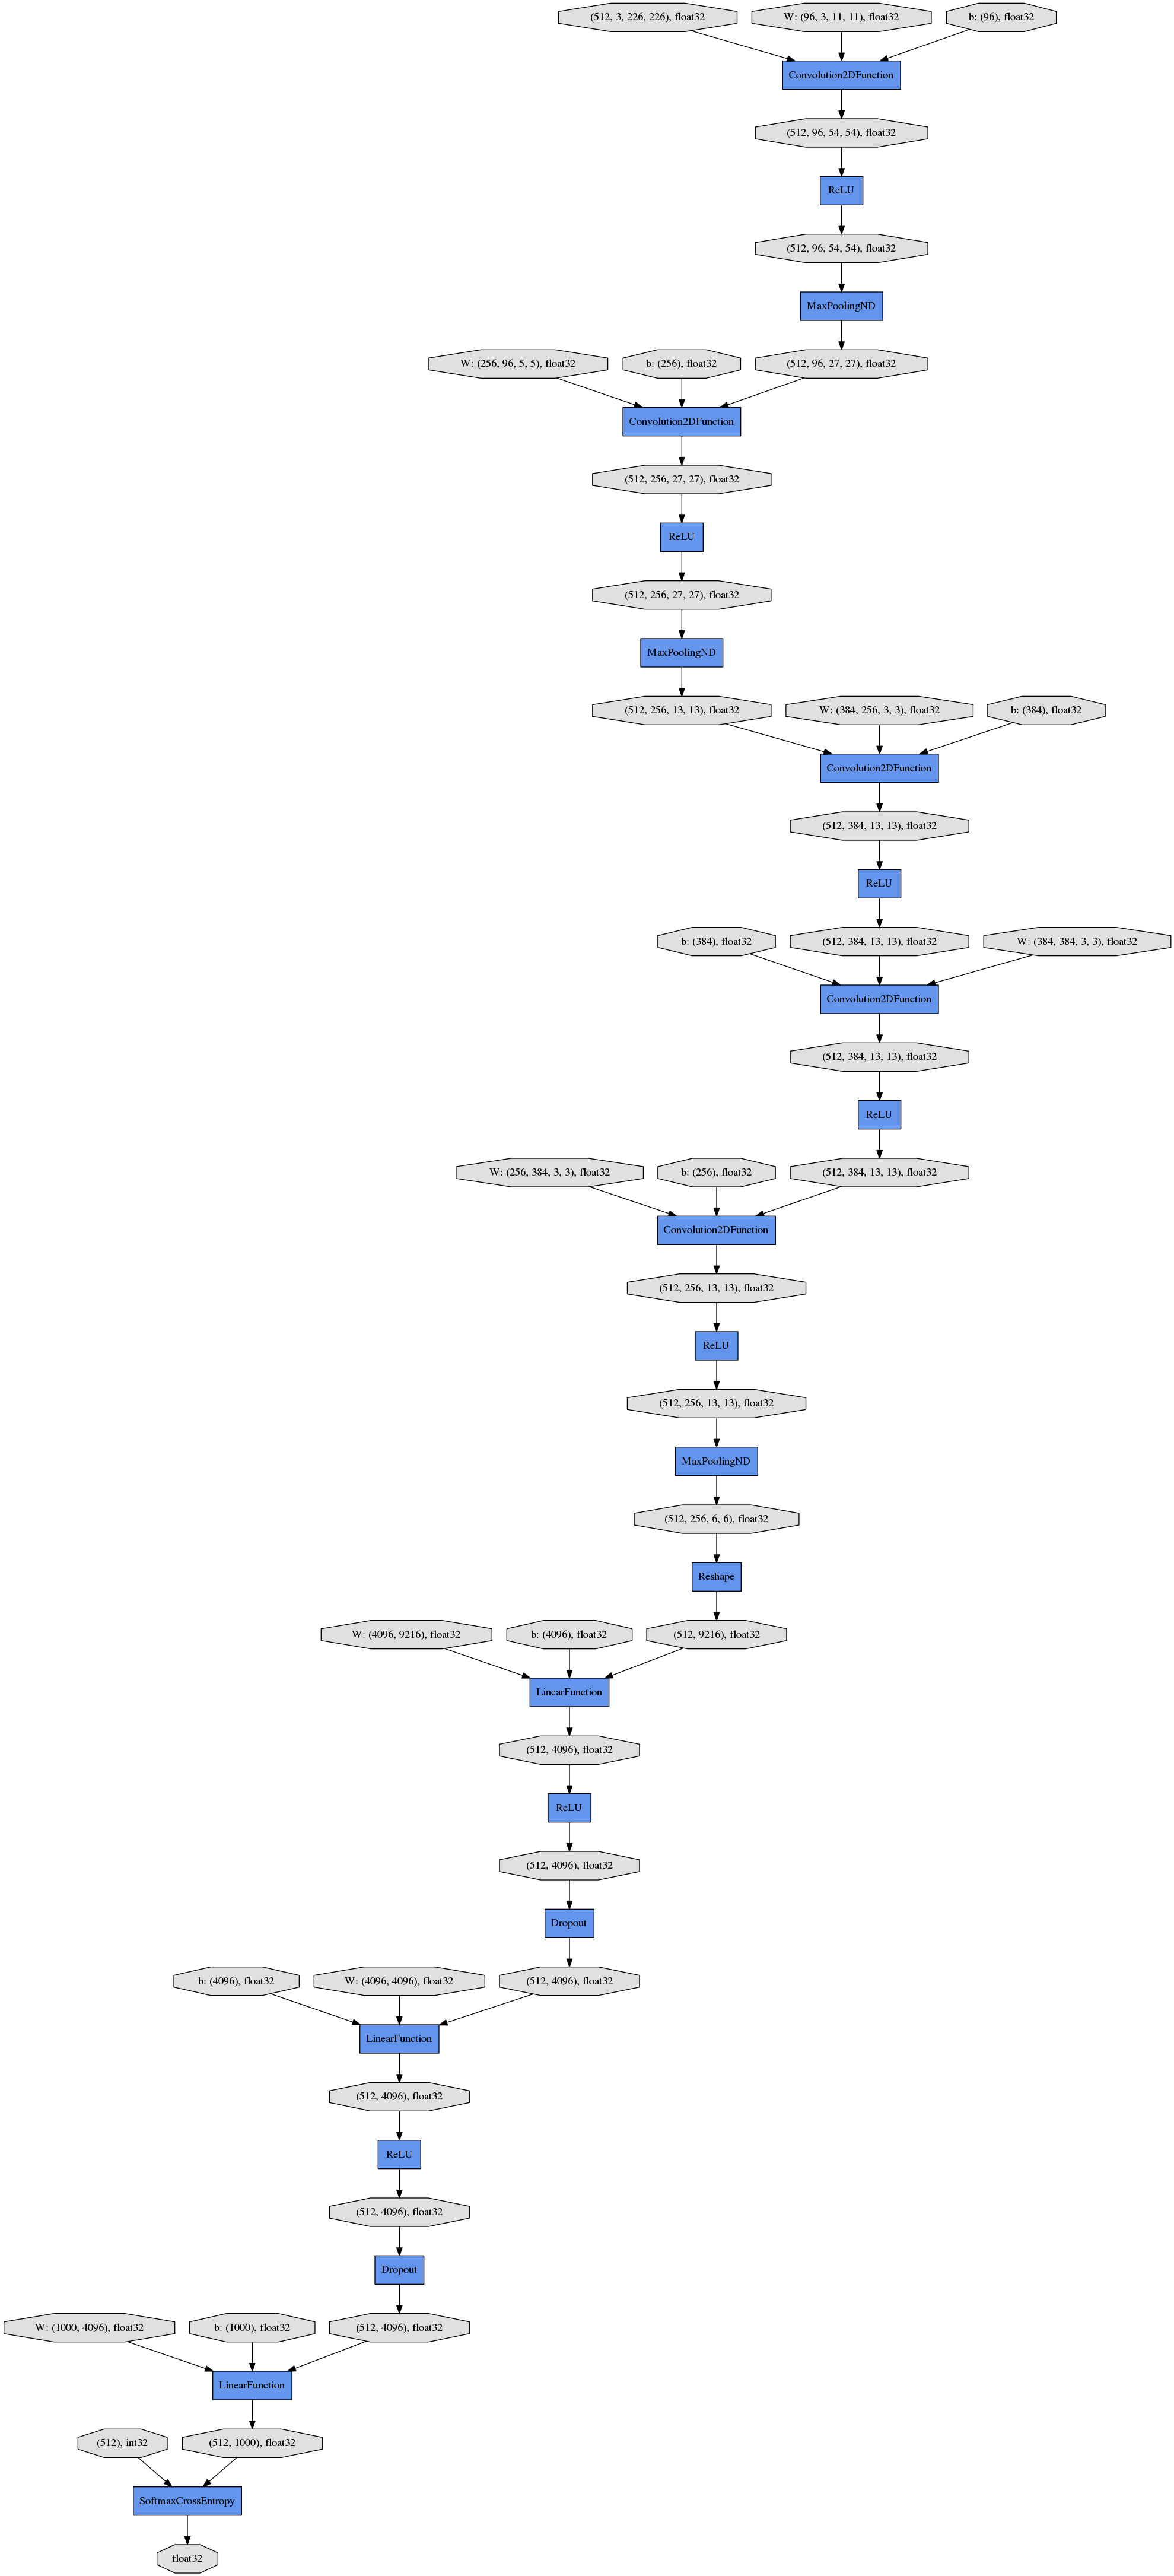 (512, 3, 226, 226), float32
W: (96, 3, 11, 11), float32
b: (96), float32
Convolution2DFunction
(512, 96, 54, 54), float32
ReLU
(512, 96, 54, 54), float32
MaxPoolingND
W: (256, 96, 5, 5), float32
b: (256), float32
(512, 96, 27, 27), float32
Convolution2DFunction
(512, 256, 27, 27), float32
ReLU
(512, 256, 27, 27), float32
MaxPoolingND
(512, 256, 13, 13), float32
W: (384, 256, 3, 3), float32
b: (384), float32
Convolution2DFunction
(512, 384, 13, 13), float32
ReLU
b: (384), float32
(512, 384, 13, 13), float32
W: (384, 384, 3, 3), float32
Convolution2DFunction
(512, 384, 13, 13), float32
ReLU
W: (256, 384, 3, 3), float32
b: (256), float32
(512, 384, 13, 13), float32
Convolution2DFunction
(512, 256, 13, 13), float32
ReLU
(512, 256, 13, 13), float32
MaxPoolingND
(512, 256, 6, 6), float32
Reshape
W: (4096, 9216), float32
b: (4096), float32
(512, 9216), float32
LinearFunction
(512, 4096), float32
ReLU
(512, 4096), float32
Dropout
b: (4096), float32
W: (4096, 4096), float32
(512, 4096), float32
LinearFunction
(512, 4096), float32
ReLU
(512, 4096), float32
Dropout
W: (1000, 4096), float32
b: (1000), float32
(512, 4096), float32
LinearFunction
(512), int32
(512, 1000), float32
SoftmaxCrossEntropy
float32